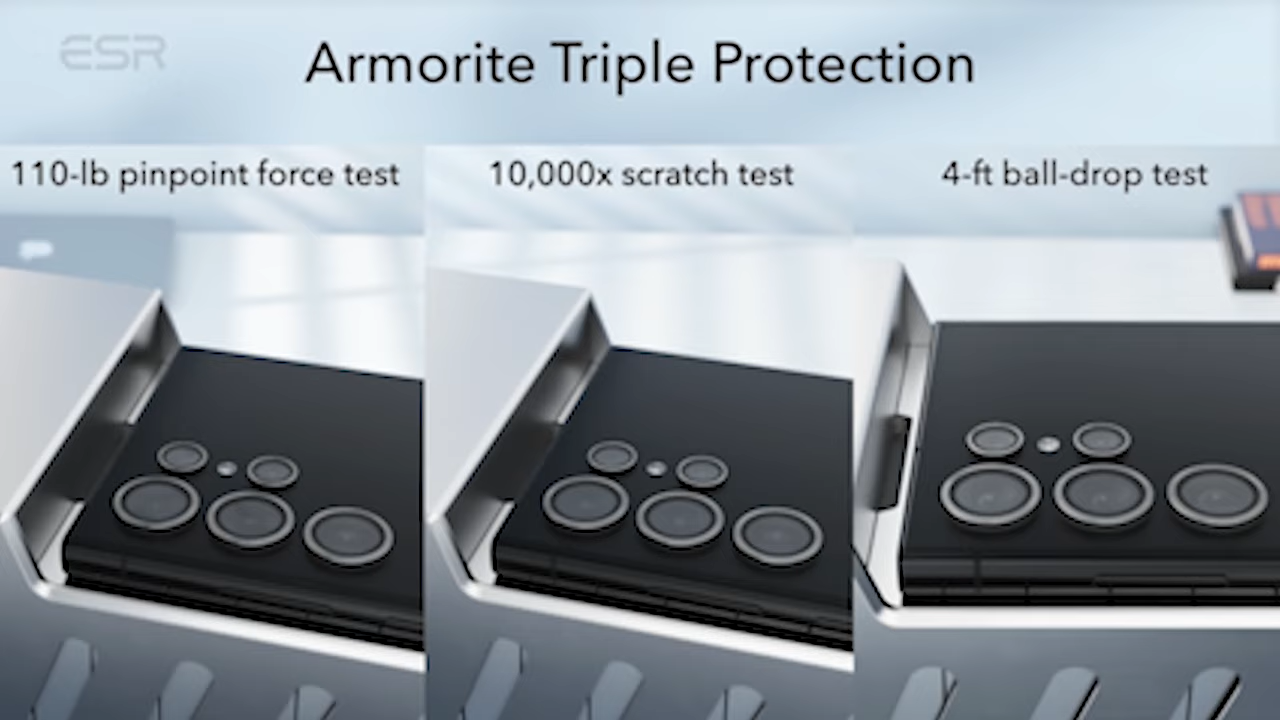 ESR
Armorite Triple Protection
110-lb pinpoint force test
10,000x scratch test
4-ft ball-drop test